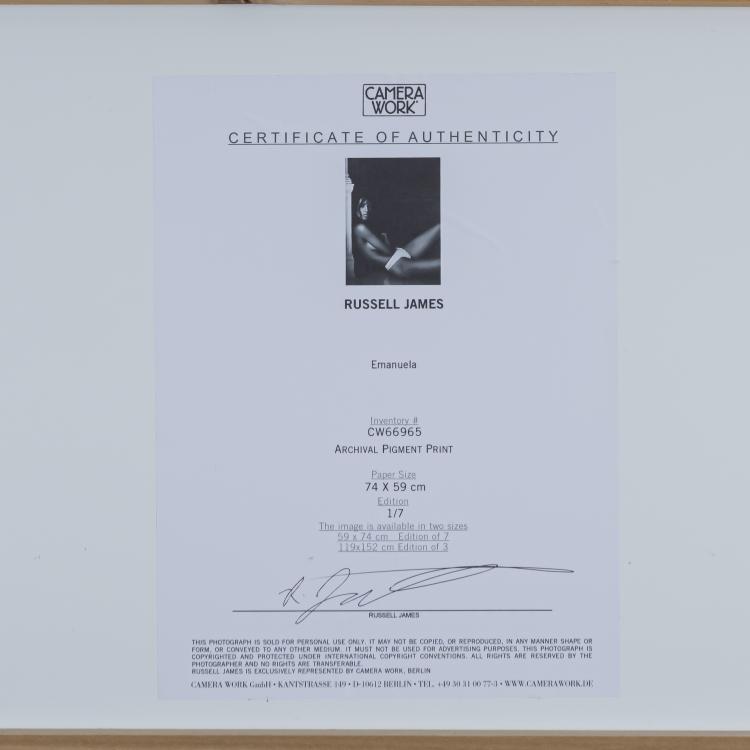 CAMERA
WORK
CERTIFICATE OF AUTHENTICITY
RUSSELL JAMES
Emanuela
Inventory #
CW66965
ARCHIVAL PIGMENT PRINT
Paper Size
74 X 59 cm
Edition
1/7
The image is available in two sizes
59 x 74 cm Edition of 7
119x152 cm Edition of 3
RUSSELL JAMES
THIS PHOTOGRAPH IS SOLD FOR PERSONAL USE ONLY. IT MAY NOT BE COPIED, OR REPRODUCED, IN ANY MANNER SHAPE OR
FORM, OR CONVEYED TO ANY OTHER MEDIUM. IT MUST NOT BE USED FOR ADVERTISING PURPOSES. THIS PHOTOGRAPH IS
COPYRIGHTED AND PROTECTED UNDER INTERNATIONAL COPYRIGHT CONVENTIONS. ALL RIGHTS ARE RESERVED BY THE
PHOTOGRAPHER AND NO RIGHTS ARE TRANSFERABLE.
RUSSELL JAMES IS EXCLUSIVELY REPRESENTED BY CAMERA WORK, BERLIN
CAMERA WORK GmbH • KANTSTRASSE 149 • D-10612 BERLIN • TEL. +49 30 31 00 77-3 • WWW.CAMERAWORK.DE